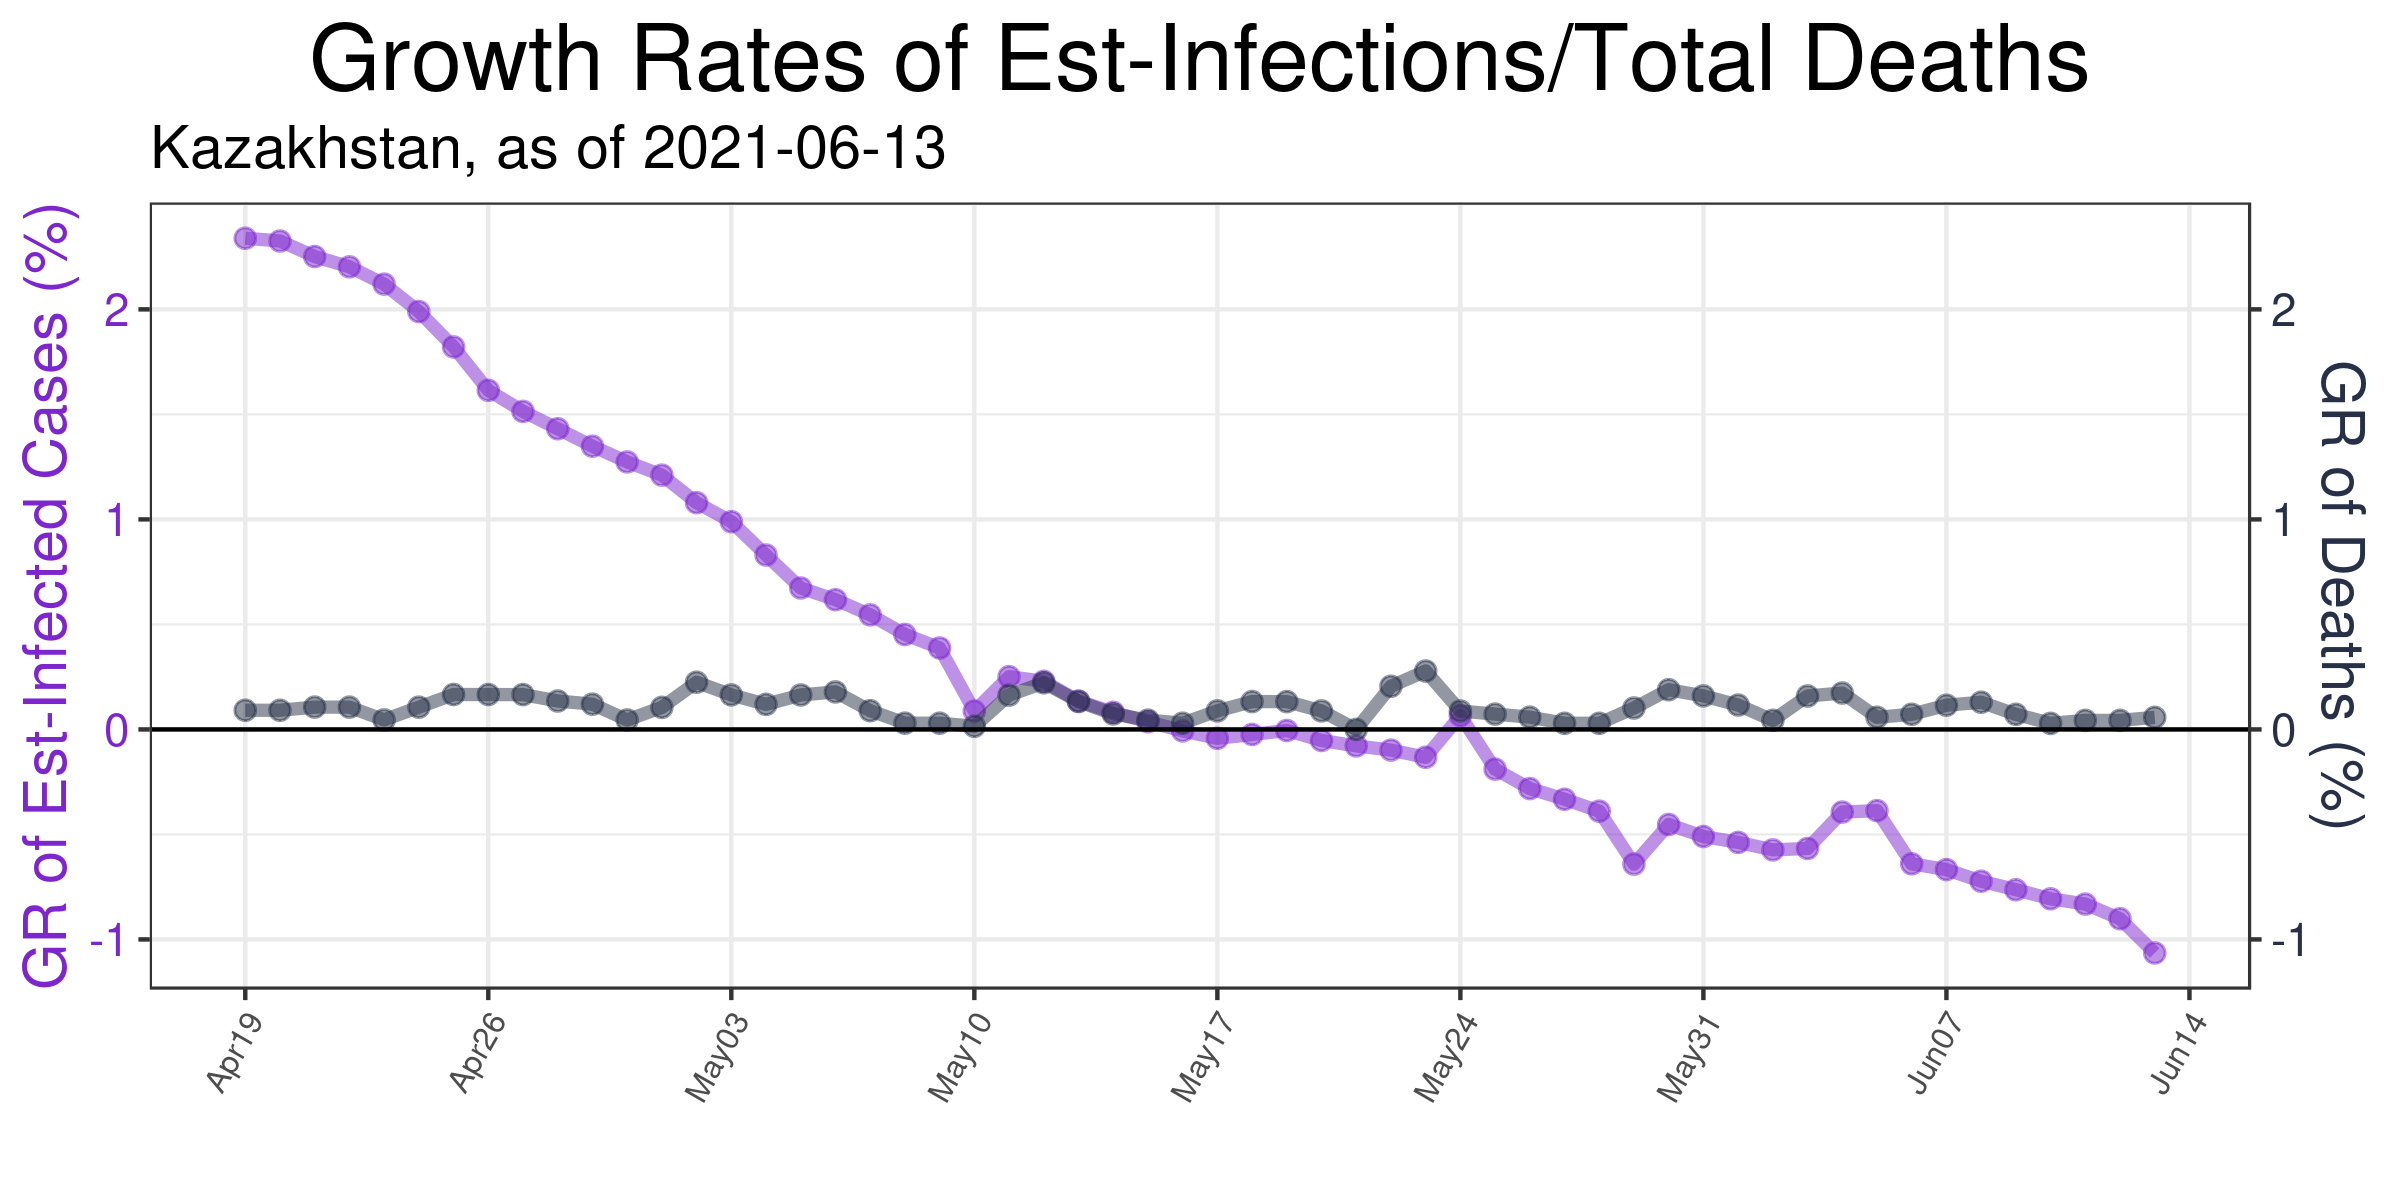 Growth Rates of Est-Infections/Total Deaths
Kazakhstan, as of 2021-06-13
GR of Est-Infected Cases (%)
2
1
0
-1
2
1
0
-1
GR of Deaths (%)
Apr19
Apr26
May03
May10
May17
May24
May31
Jun07
Jun14